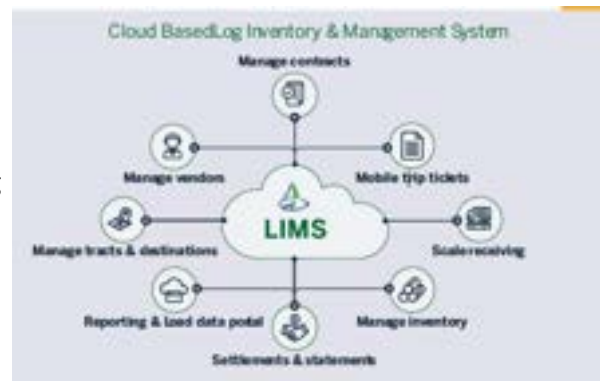 Cloud BasedLog Inventory & Management System
Manage contracts
Manage vendors
Mobile trip tickets
LIMS
Manage tracts & destinations
Scale receiving
Reporting & Load data portal
Manage inventory
Settlements & statements